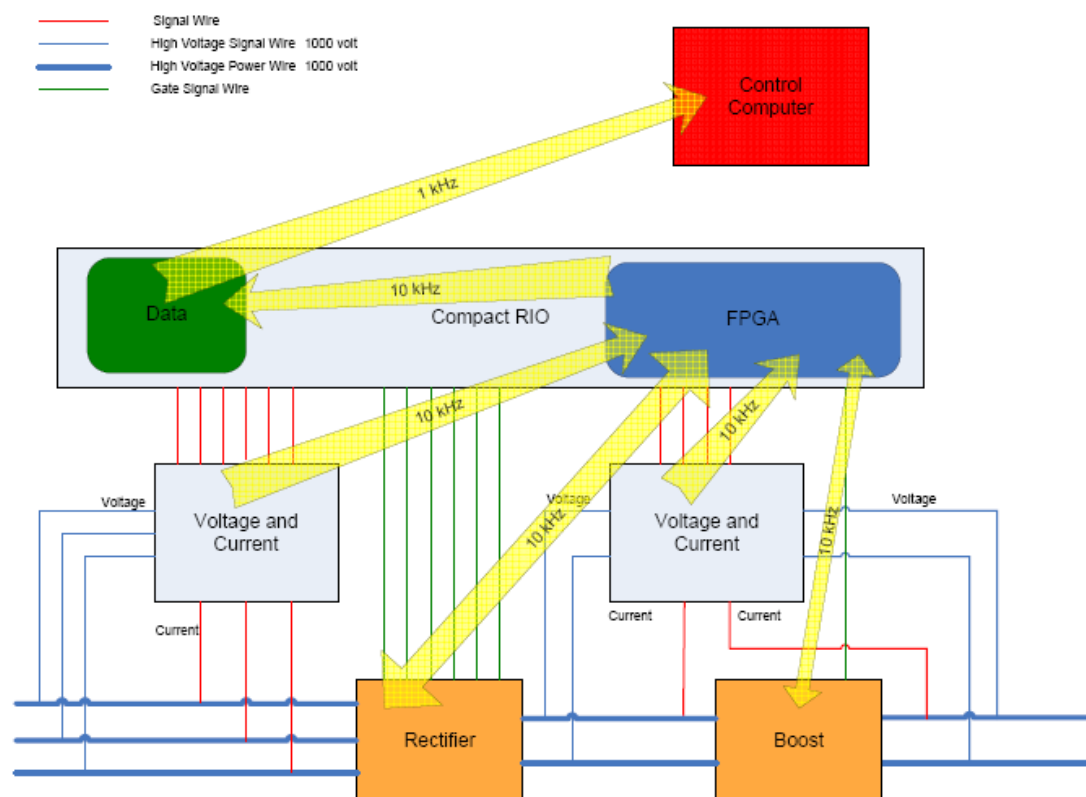 Signal Wire
High Voltage Signal Wire 1000 volt
High Voltage Power Wire 1000 volt
Gate Signal Wire
Control
Computer
1 kHz
10 kHz
Data
Compact RIO
FPGA
10 kHz
10 kHz
10 kHz
10 kHz
Voltage
Voltage and
Current
Voltage
Voltage and
Current
Voltage
Current
Current
Current
Rectifier
Boost